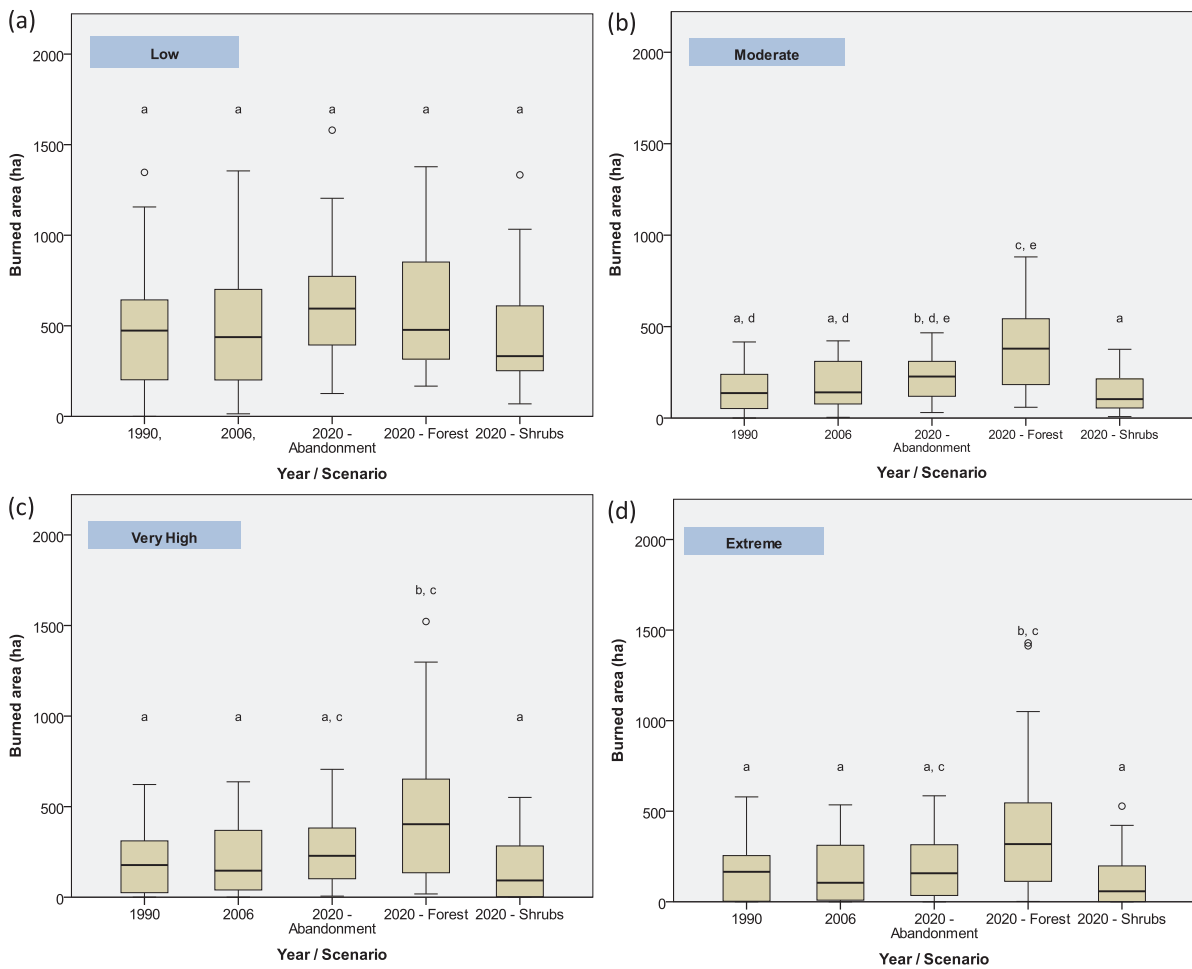 (a)
Low
2000
1500
1000
500
0
Burned area (ha)
a
a
a
a
a
1990,
2006,
2020 - Abandonment
2020 - Forest
2020 - Shrubs
Year / Scenario
(b)
Moderate
2000
1500
1000
500
0
Burned area (ha)
a, d
a, d
b, d, e
c, e
a
1990
2006
2020 - Abandonment
2020 - Forest
2020 - Shrubs
Year / Scenario
(c)
Very High
2000
1500
1000
500
0
Burned area (ha)
a
a
a, c
b, c
a
1990
2006
2020 - Abandonment
2020 - Forest
2020 - Shrubs
Year / Scenario
(d)
Extreme
2000
1500
1000
500
0
Burned area (ha)
a
a
a, c
b, c
a
1990
2006
2020 - Abandonment
2020 - Forest
2020 - Shrubs
Year / Scenario